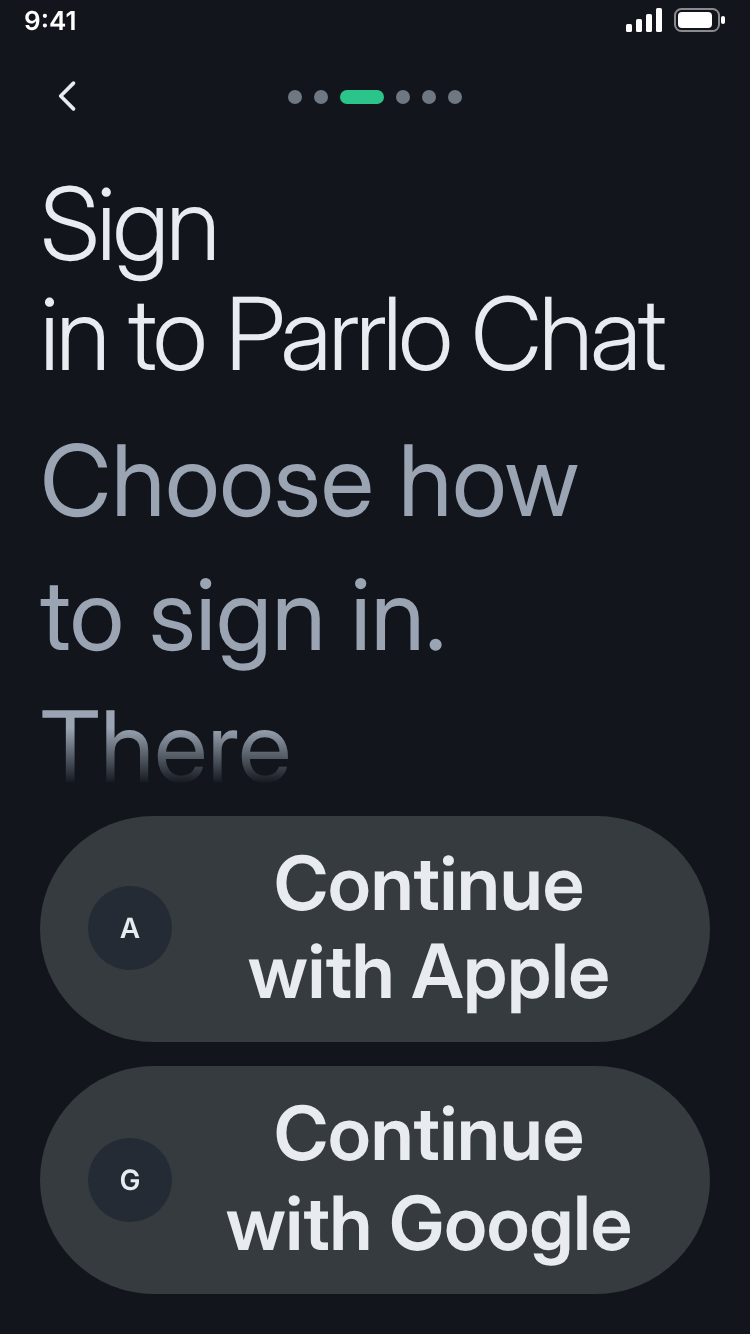 9:41
Sign
in to Parrlo Chat
Choose how
to sign in.
There
A
Continue
with Apple
G
Continue
with Google